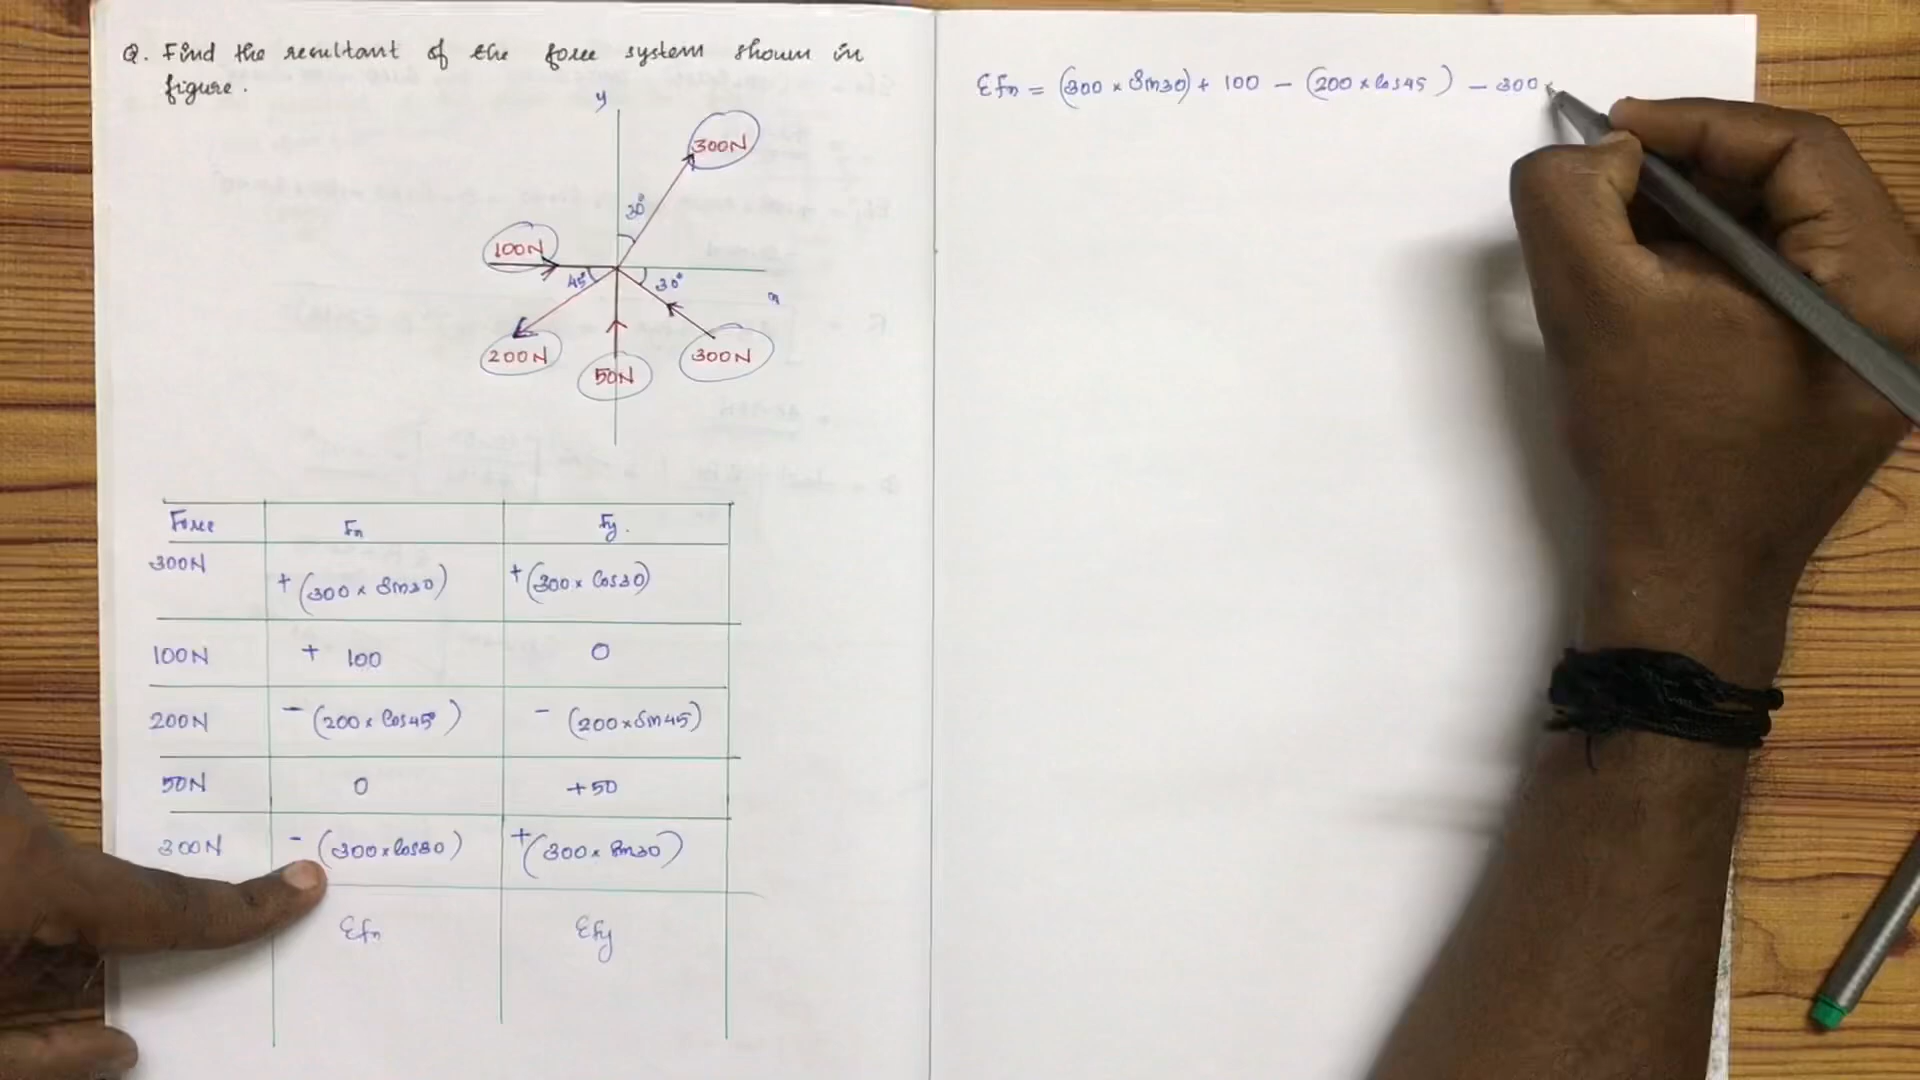 Q. Find the resultant of the force system shown in
figure.
y
300N
30°
100N
45°
30°
x
200N
50N
300N
Force Fx Fy.
300N +(300 × Sin30) +(300 × Cos30)
100N + 100 0
200N - (200 × Cos45°) - (200 × Sin45)
50N 0 +50
300N - (300 × Cos30) +(300 × Sin30)
Σfx Σfy
Σfx = (300 × Sin30) + 100 - (200 × Cos45) - 300 ×